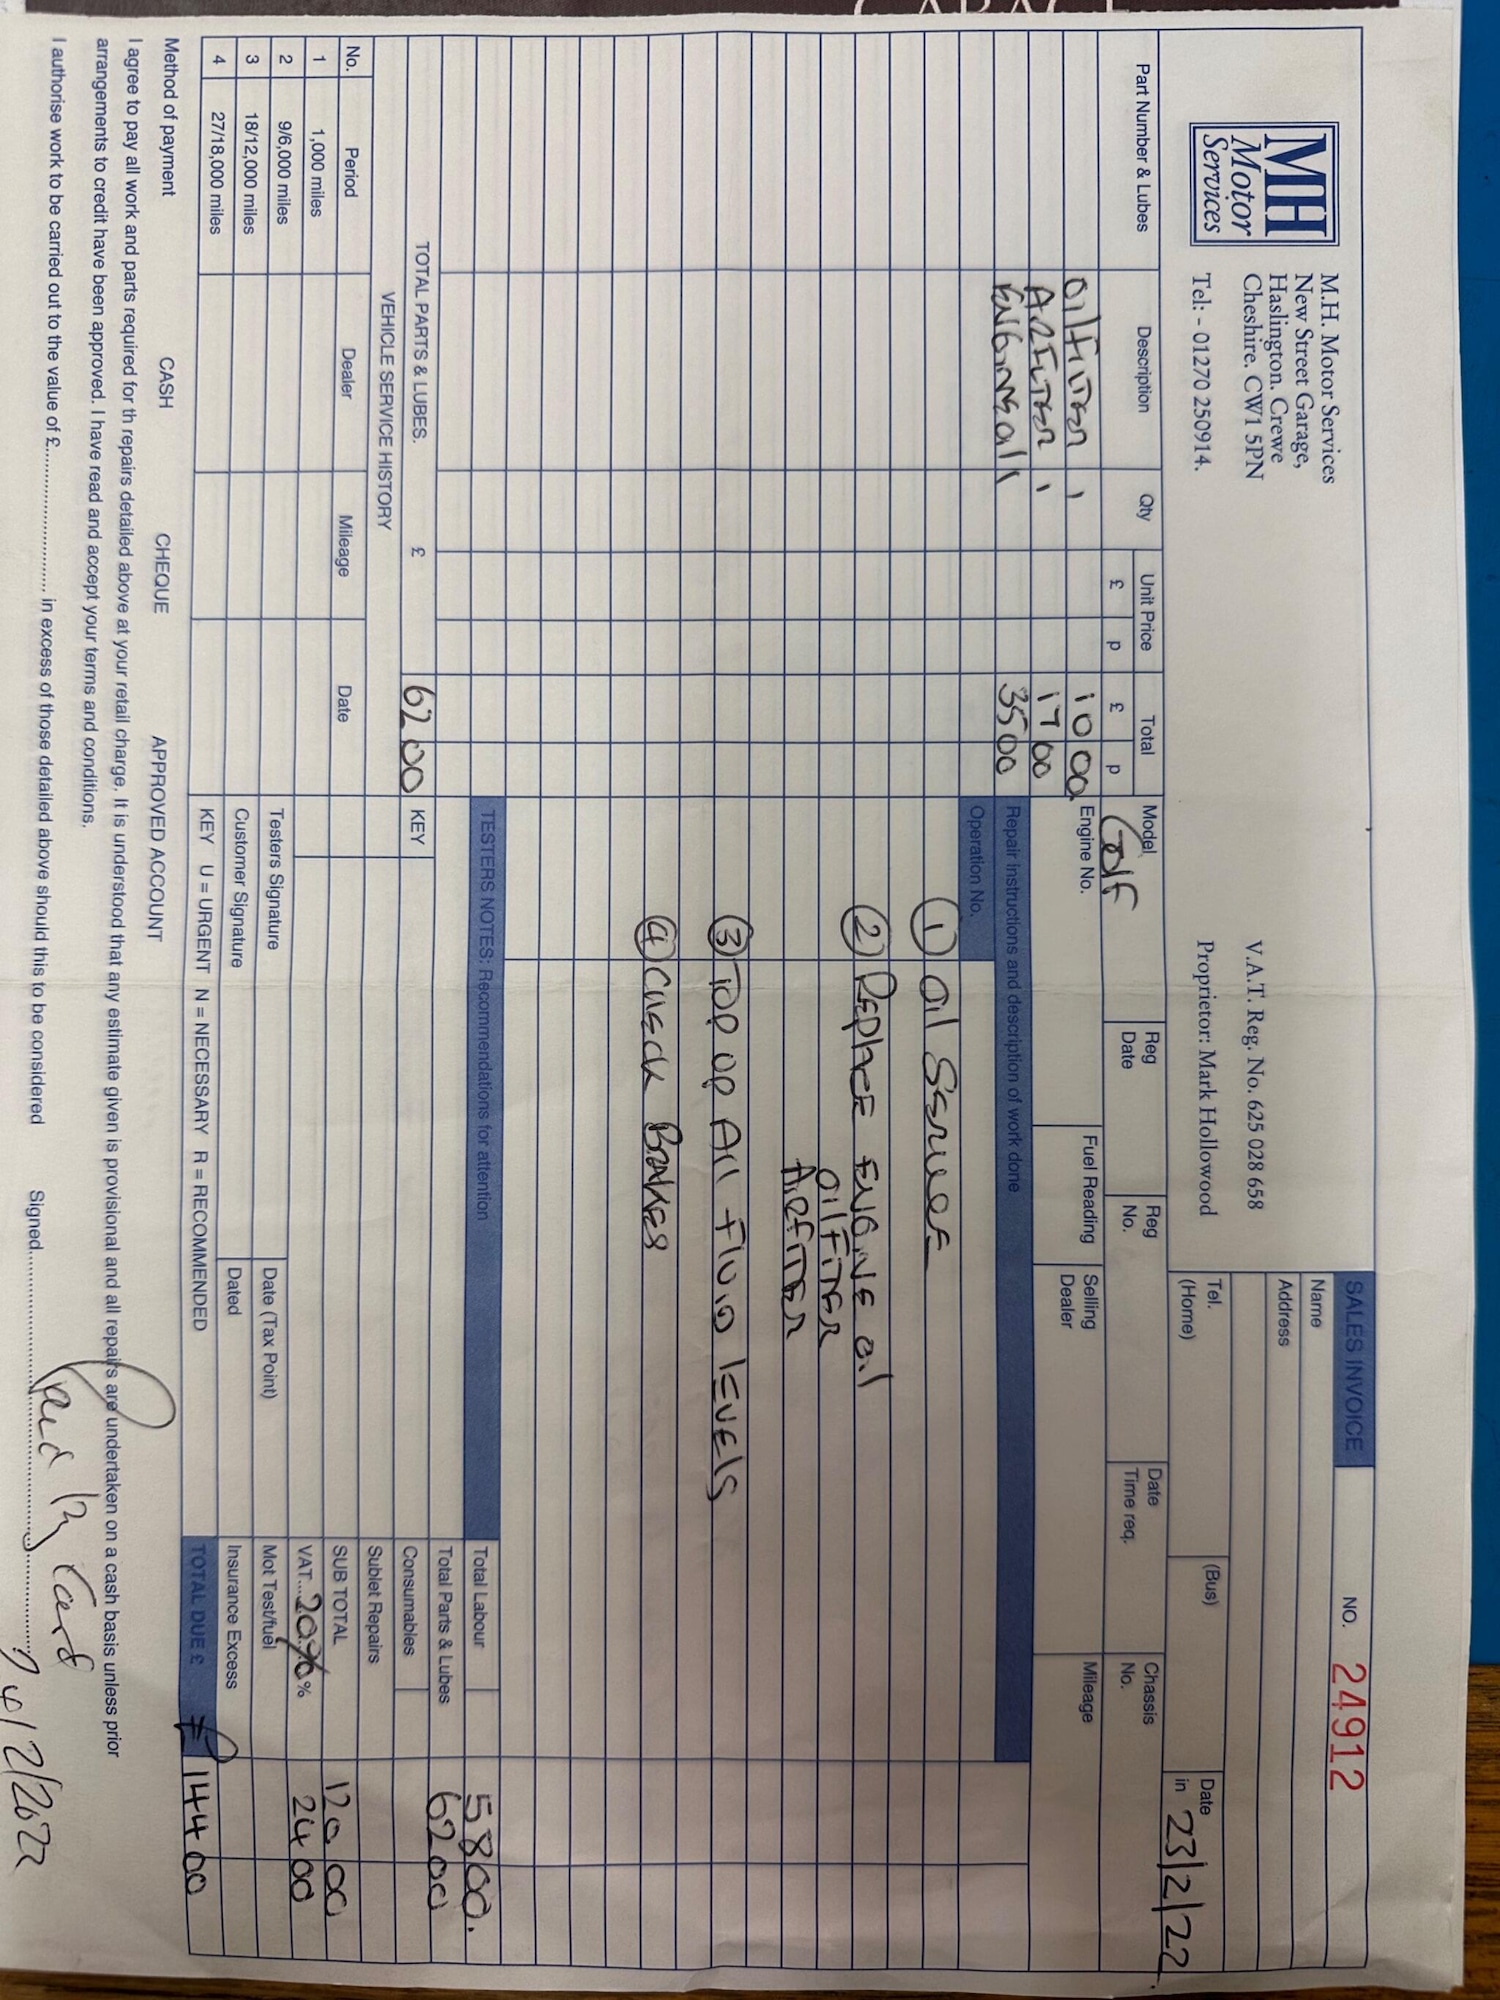 MH
Motor
Services
M.H. Motor Services
New Street Garage,
Haslington. Crewe
Cheshire. CW1 5PN
Tel: - 01270 250914.
V.A.T. Reg. No. 625 028 658
Proprietor: Mark Hollowood
SALES INVOICE NO. 24912
Name
Address
Tel. (Home) (Bus) Date in 23/2/22
Part Number & Lubes Description Qty Unit Price £ p Total £ p
Model Golf Reg Date Reg No. Date Time req. Chassis No.
Engine No. Fuel Reading Selling Dealer Mileage
Oil Filter 1 10 00
Air Filter 1 17 00
Engine oil 35 00
Repair Instructions and description of work done
Operation No.
① Oil Service
② Replace Engine oil
oil Filter
Air Filter
③ Top up All Fluid levels
④ Check Brakes
TESTERS NOTES: Recommendations for attention
TOTAL PARTS & LUBES. £ 62 00 KEY
Total Labour 58 00.
Total Parts & Lubes 62 00
Consumables
Sublet Repairs
SUB TOTAL 120 00
VAT....20%% 24 00
Mot Test/fuel
Insurance Excess
TOTAL DUE £ £ 144 00
VEHICLE SERVICE HISTORY
No. Period Dealer Mileage Date
1 1,000 miles
2 9/6,000 miles
3 18/12,000 miles
4 27/18,000 miles
Testers Signature Date (Tax Point)
Customer Signature Dated
KEY U = URGENT N = NECESSARY R = RECOMMENDED
Method of payment CASH CHEQUE APPROVED ACCOUNT
I agree to pay all work and parts required for th repairs detailed above at your retail charge. It is understood that any estimate given is provisional and all repairs are undertaken on a cash basis unless prior
arrangements to credit have been approved. I have read and accept your terms and conditions.
I authorise work to be carried out to the value of £........................ in excess of those detailed above should this to be considered Signed........................
Paid by Card
24/2/2022